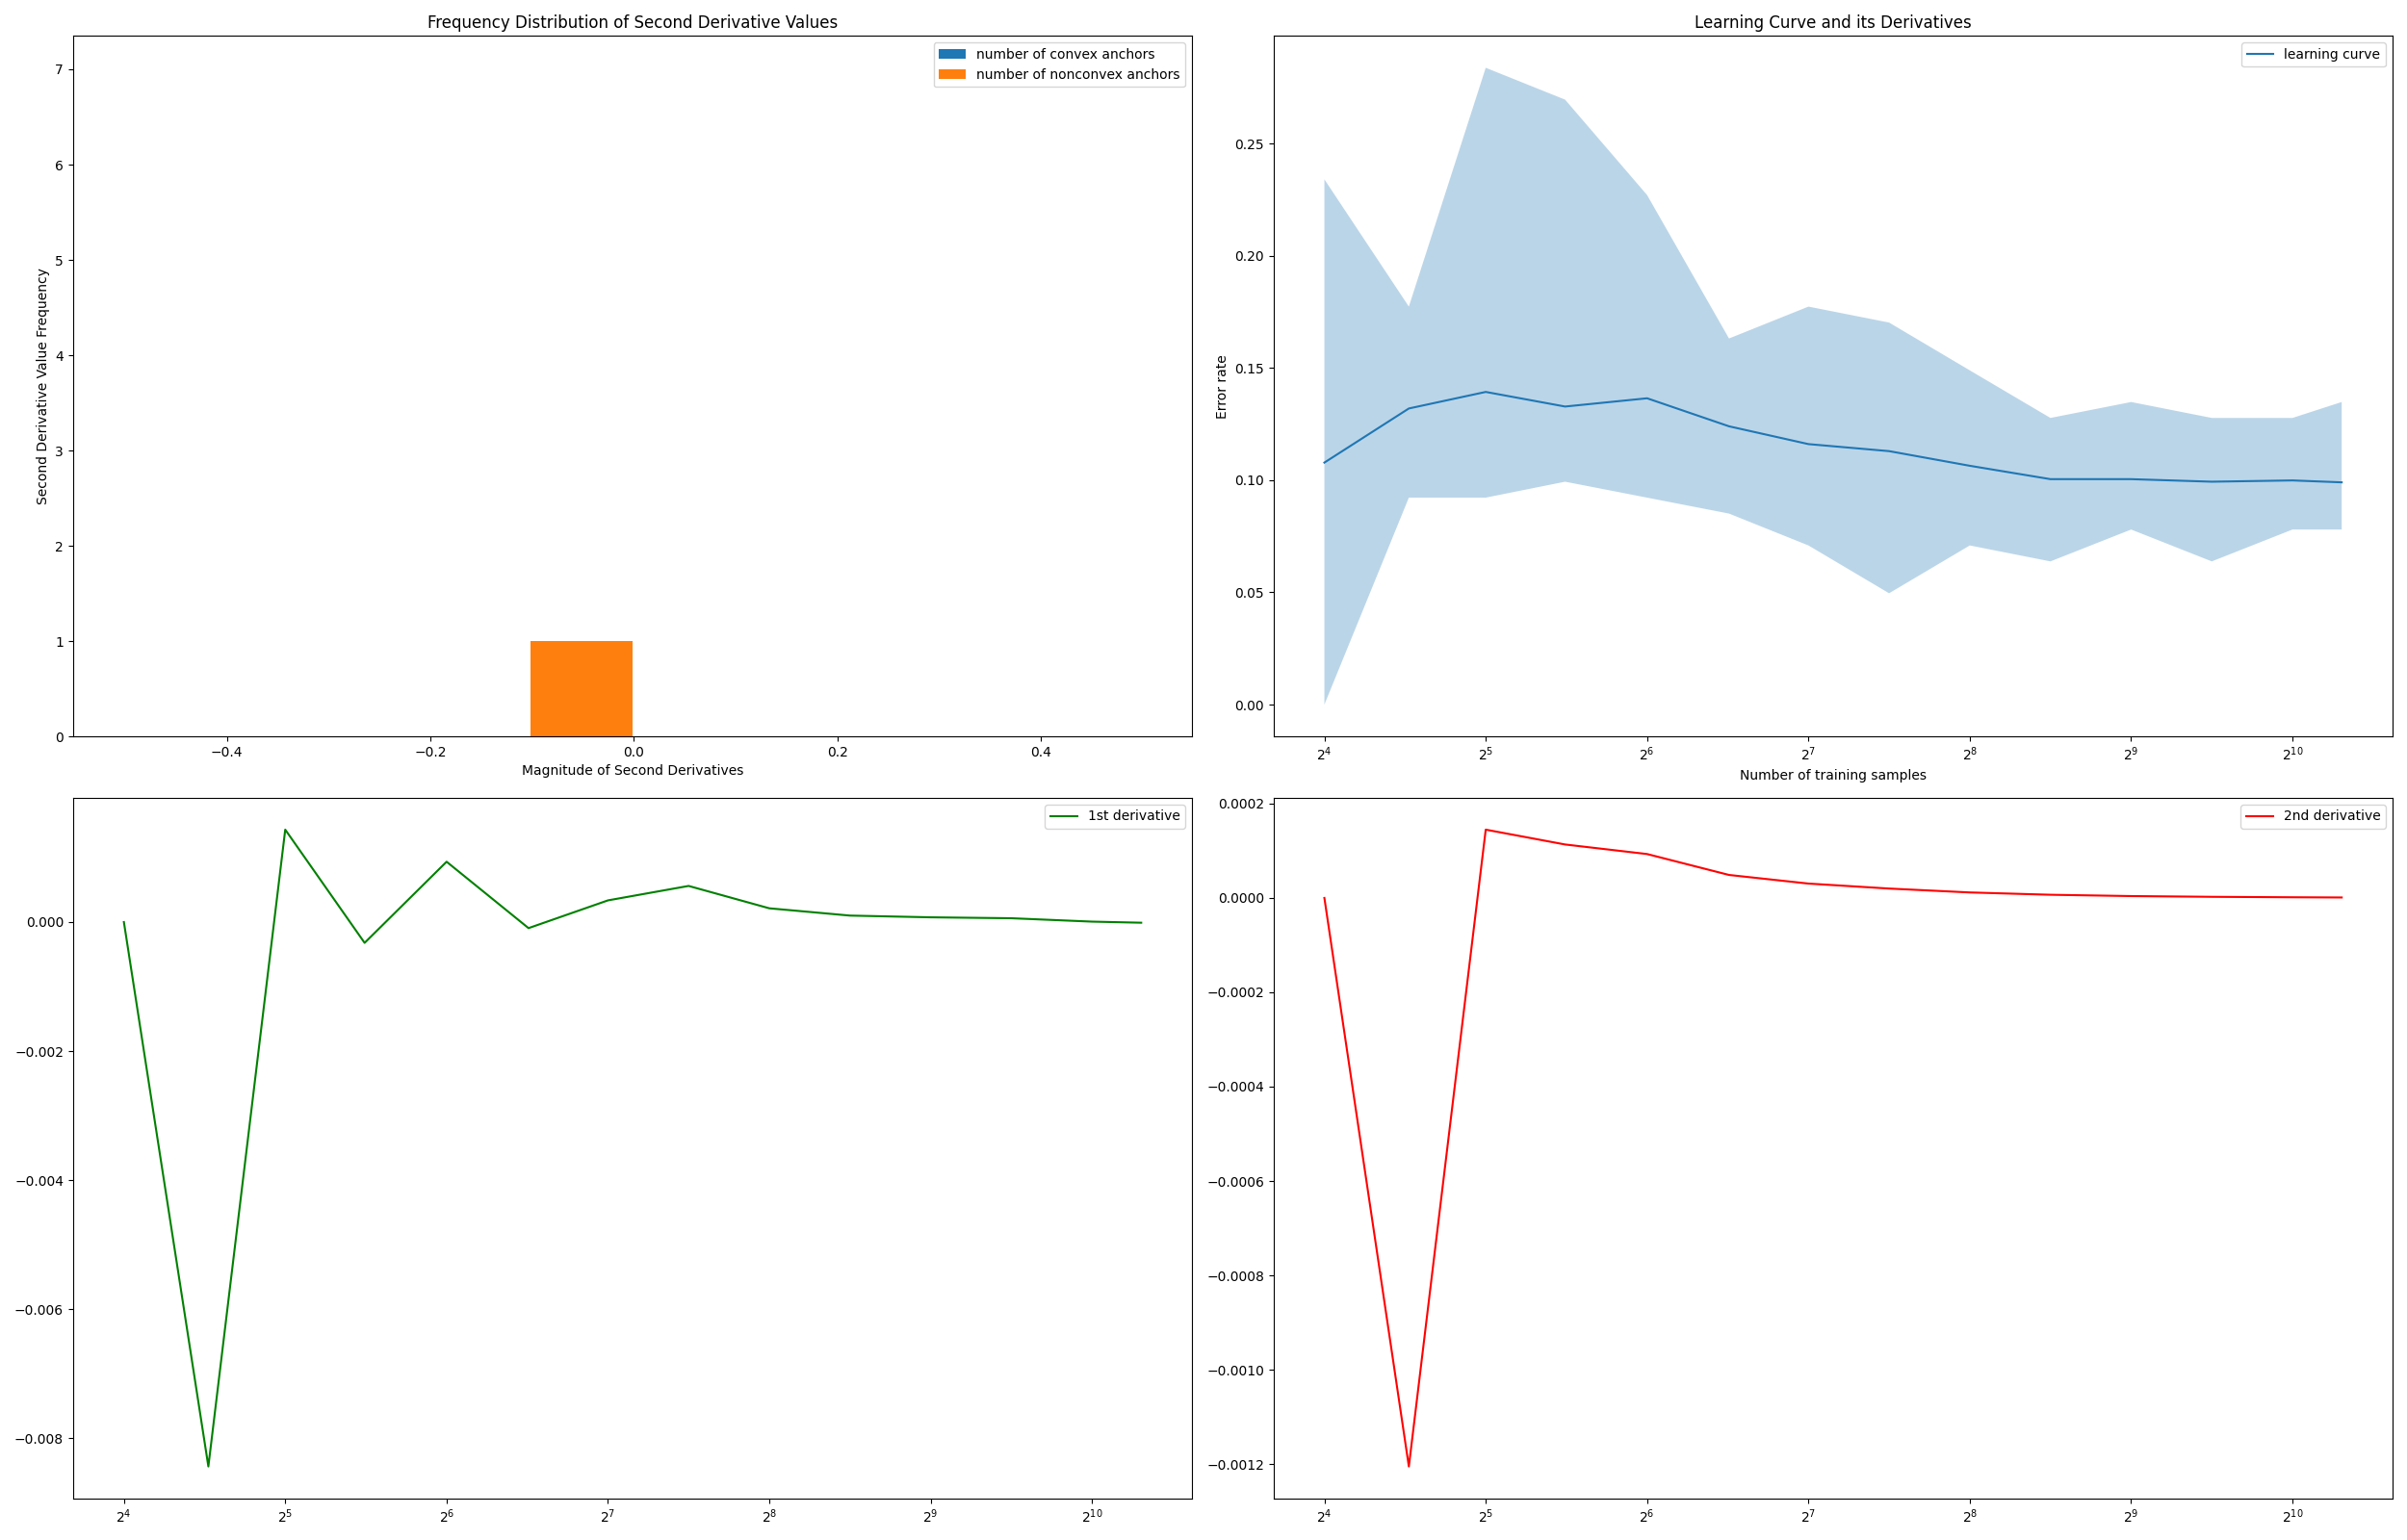 Frequency Distribution of Second Derivative Values
number of convex anchors
number of nonconvex anchors
7
6
5
4
3
2
1
0
Second Derivative Value Frequency
−0.4 −0.2 0.0 0.2 0.4
Magnitude of Second Derivatives
Learning Curve and its Derivatives
learning curve
0.25
0.20
0.15
0.10
0.05
0.00
Error rate
2^4 2^5 2^6 2^7 2^8 2^9 2^10
Number of training samples
1st derivative
0.000
−0.002
−0.004
−0.006
−0.008
2^4 2^5 2^6 2^7 2^8 2^9 2^10
2nd derivative
0.0002
0.0000
−0.0002
−0.0004
−0.0006
−0.0008
−0.0010
−0.0012
2^4 2^5 2^6 2^7 2^8 2^9 2^10